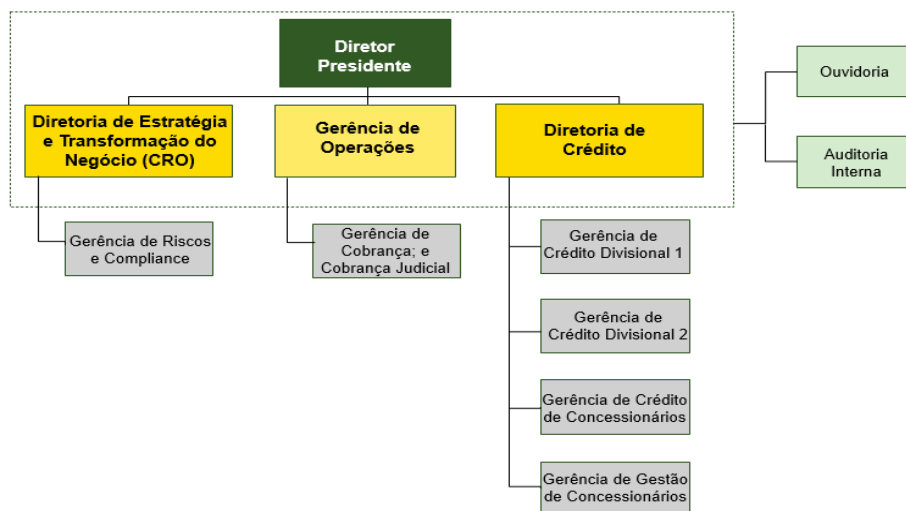 Diretor
Presidente
Ouvidoria
Auditoria
Interna
Diretoria de Estratégia
e Transformação do
Negócio (CRO)
Gerência de
Operações
Diretoria de
Crédito
Gerência de Riscos
e Compliance
Gerência de
Cobrança; e
Cobrança Judicial
Gerência de
Crédito Divisional 1
Gerência de
Crédito Divisional 2
Gerência de Crédito
de Concessionários
Gerência de Gestão
de Concessionários